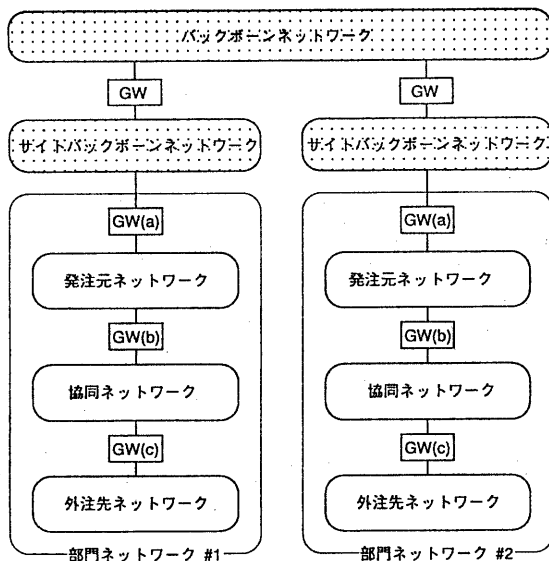 バックボーンネットワーク
GW
GW
サイドバックボーンネットワーク
サイドバックボーンネットワーク
GW(a)
発注元ネットワーク
GW(b)
協同ネットワーク
GW(c)
外注先ネットワーク
部門ネットワーク #1
GW(a)
発注元ネットワーク
GW(b)
協同ネットワーク
GW(c)
外注先ネットワーク
部門ネットワーク #2